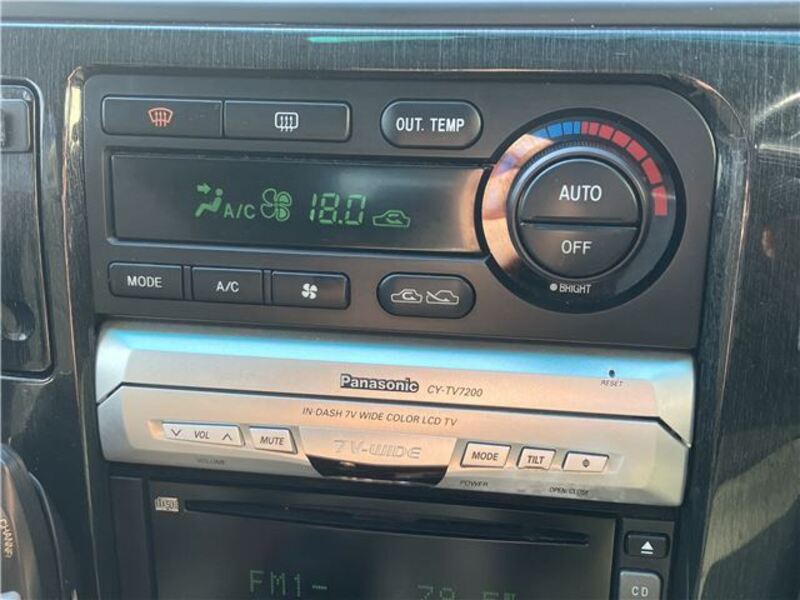 OUT. TEMP
A/C 18.0
AUTO
OFF
MODE A/C
BRIGHT
Panasonic CY-TV7200
RESET
IN-DASH 7V WIDE COLOR LCD TV
VOL MUTE 7V-WIDE MODE TILT
VOLUME POWER OPEN/CLOSE
FM1
CD